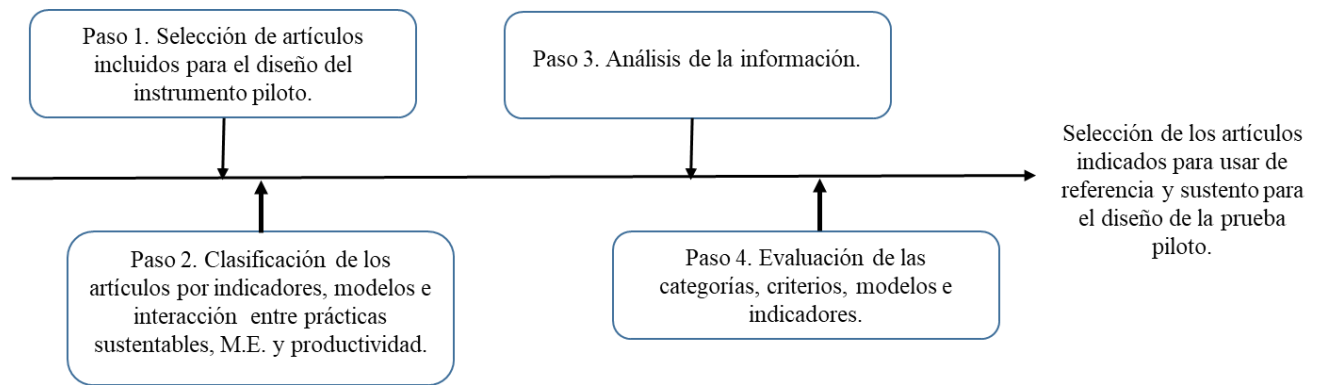 Paso 1. Selección de artículos
incluidos para el diseño del
instrumento piloto.
Paso 2. Clasificación de los
artículos por indicadores, modelos e
interacción entre prácticas
sustentables, M.E. y productividad.
Paso 3. Análisis de la información.
Paso 4. Evaluación de las
categorías, criterios, modelos e
indicadores.
Selección de los artículos
indicados para usar de
referencia y sustento para
el diseño de la prueba
piloto.